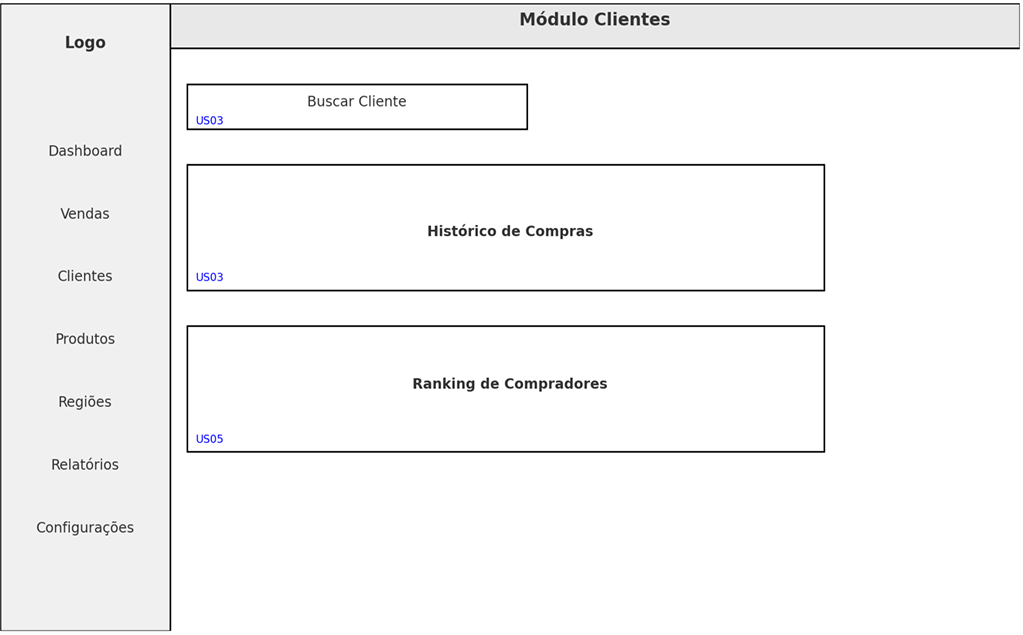 Logo
Dashboard
Vendas
Clientes
Produtos
Regiões
Relatórios
Configurações
Módulo Clientes
Buscar Cliente
US03
Histórico de Compras
US03
Ranking de Compradores
US05